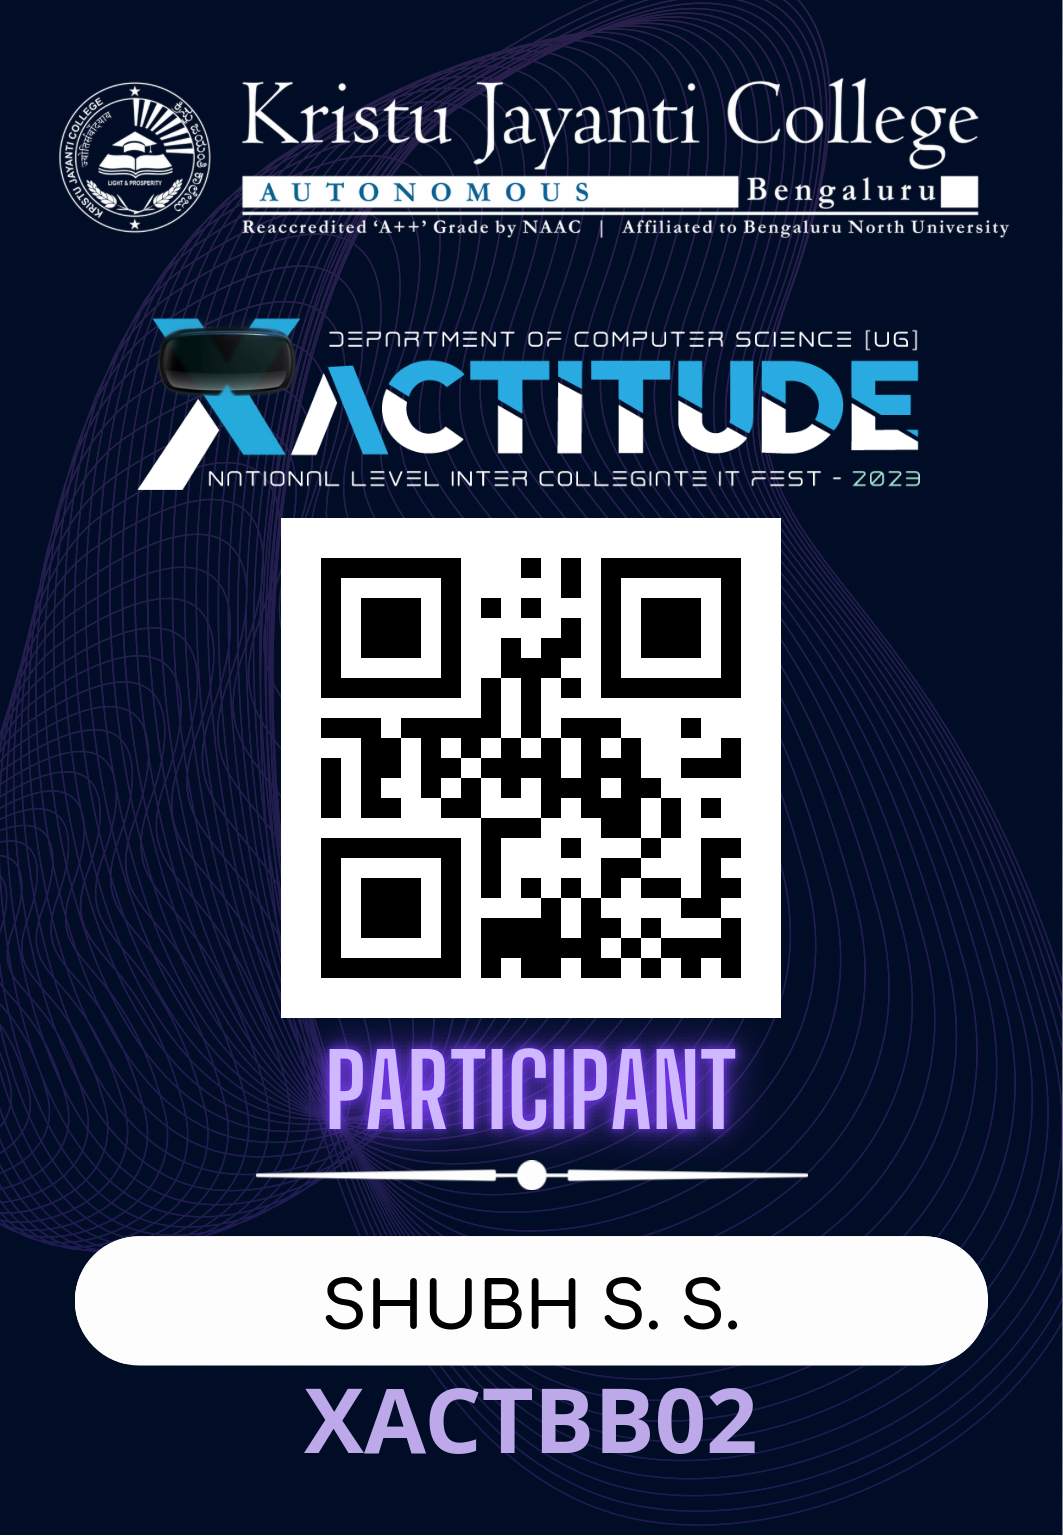 KRISTU JAYANTI COLLEGE
LIGHT & PROSPERITY
Kristu Jayanti College
AUTONOMOUS Bengaluru
Reaccredited ‘A++’ Grade by NAAC | Affiliated to Bengaluru North University
DEPARTMENT OF COMPUTER SCIENCE [UG]
XACTITUDE
NATIONAL LEVEL INTER COLLEGIATE IT FEST - 2023
PARTICIPANT
SHUBH S. S.
XACTBB02